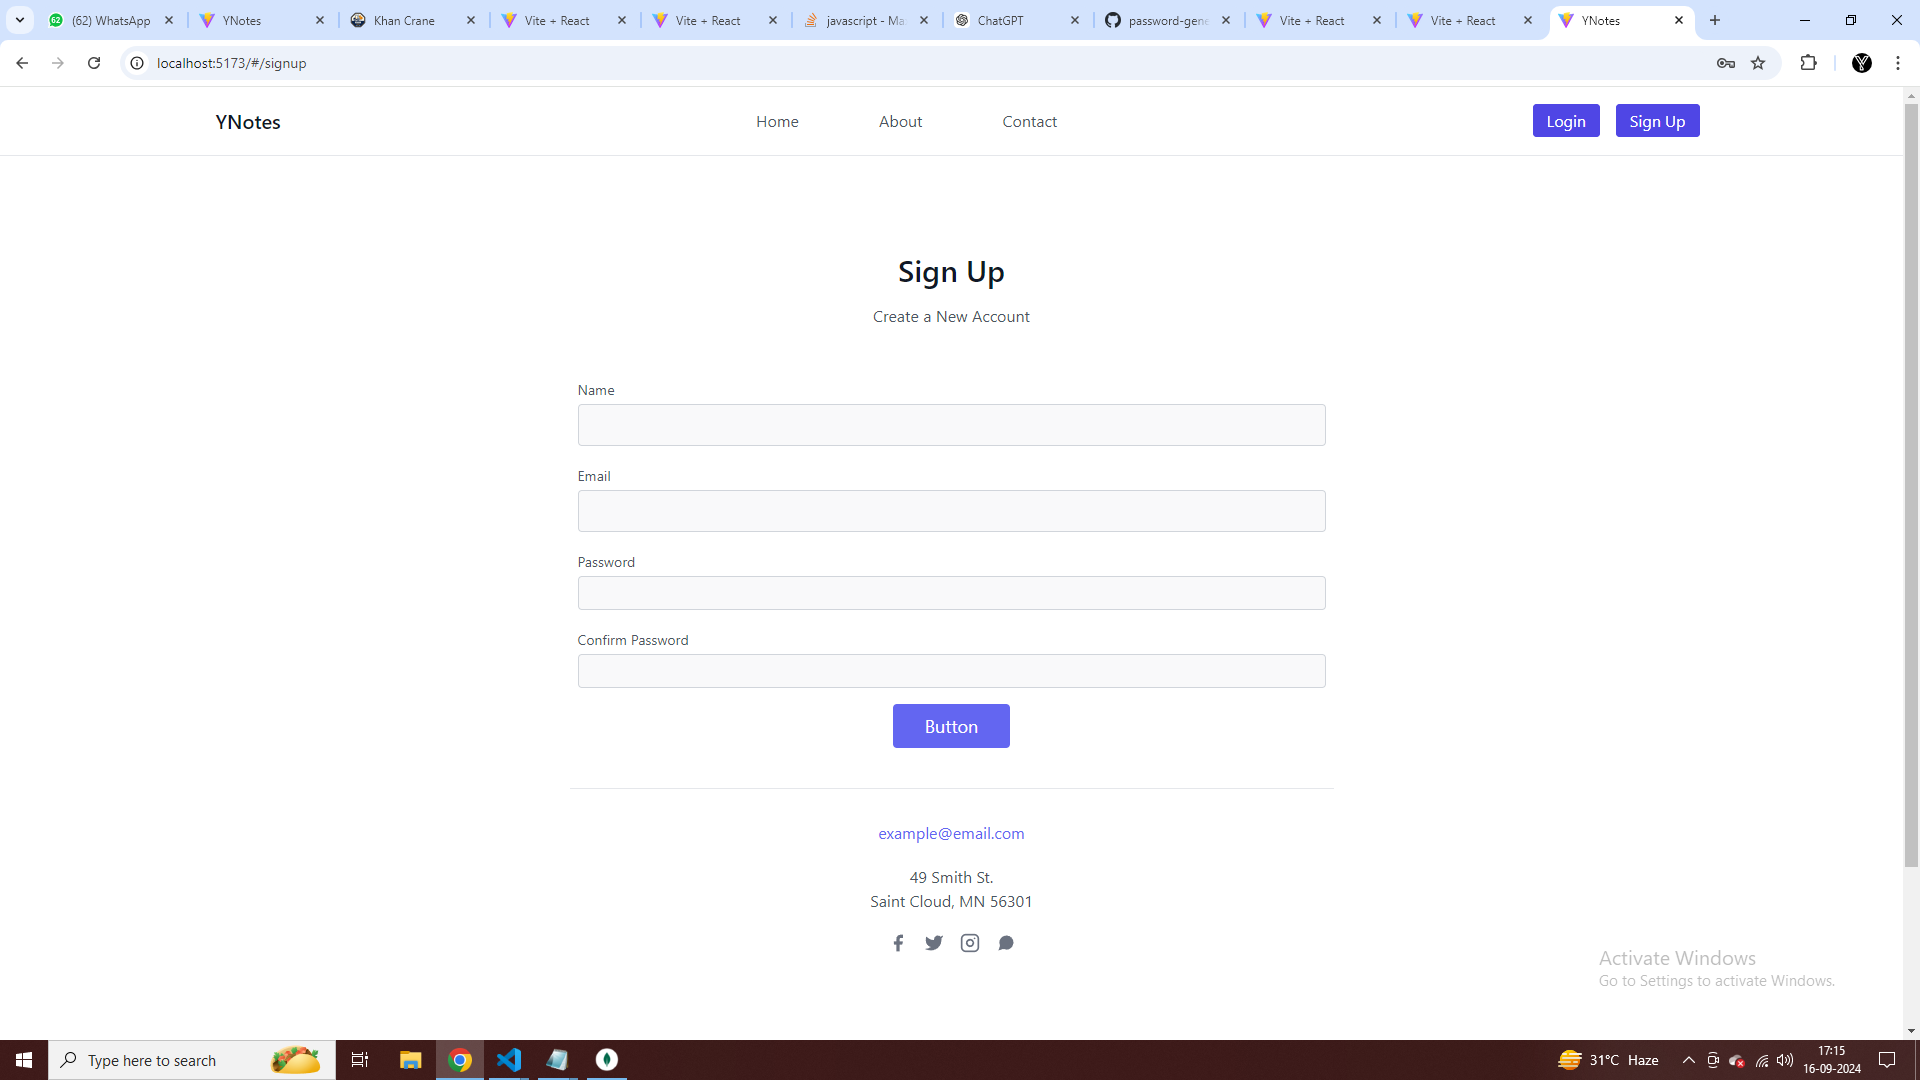 (62) WhatsApp
YNotes
Khan Crane
Vite + React
Vite + React
javascript - Ma
ChatGPT
password-gene
Vite + React
Vite + React
YNotes
localhost:5173/#/signup
YNotes
Home
About
Contact
Login
Sign Up
Sign Up
Create a New Account
Name
Email
Password
Confirm Password
Button
example@email.com
49 Smith St.
Saint Cloud, MN 56301
Activate Windows
Go to Settings to activate Windows.
Type here to search
31°C Haze
17:15
16-09-2024